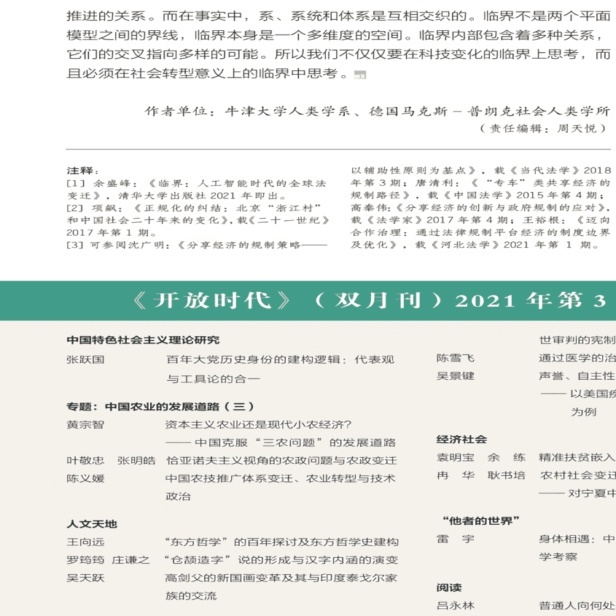 推进的关系。而在事实中，系、系统和体系是互相交织的。临界不是两个平面
模型之间的界线，临界本身是一个多维度的空间。临界内部包含着多种关系，
它们的交叉指向多样的可能。所以我们不仅仅要在科技变化的临界上思考，而
且必须在社会转型意义上的临界中思考。
作者单位：牛津大学人类学系、德国马克斯－普朗克社会人类学所
（责任编辑：周天悦）
注释：
[1] 余盛峰：《临界：人工智能时代的全球法
变迁》，清华大学出版社 2021 年即出。
[2] 项飙：《正规化的纠结：北京“浙江村”
和中国社会二十年来的变化》，载《二十一世纪》
2017 年第 1 期。
[3] 可参阅沈广明：《分享经济的规制策略——
以辅助性原则为基点》，载《当代法学》2018
年第 3 期；唐清利：《“专车”类共享经济的
规制路径》，载《中国法学》2015 年第 4 期；
高秦伟：《分享经济的创新与政府规制的应对》，
载《法学家》2017 年第 4 期；王裕根：《迈向
合作治理：通过法律规制平台经济的制度边界
及优化》，载《河北法学》2021 年第 1 期。
《开放时代》（双月刊）2021 年第 3
中国特色社会主义理论研究
张跃国 百年大党历史身份的建构逻辑：代表观
与工具论的合一
专题：中国农业的发展道路（三）
黄宗智 资本主义农业还是现代小农经济？
——中国克服“三农问题”的发展道路
叶敬忠 张明皓 恰亚诺夫主义视角的农政问题与农政变迁
陈义媛 中国农技推广体系变迁、农业转型与技术
政治
人文天地
王向远 “东方哲学”的百年探讨及东方哲学史建构
罗筠筠 庄谦之 “仓颉造字”说的形成与汉字内涵的演变
吴天跃 高剑父的新国画变革及其与印度泰戈尔家
族的交流
世审判的宪制
陈雪飞 通过医学的治
吴景键 声誉、自主性
——以美国疾
为例
经济社会
袁明宝 余练 精准扶贫嵌入
冉华 耿书培 农村社会变迁
——对宁夏中
“他者的世界”
雷宇 身体相遇：中
学考察
阅读
吕永林 普通人向何处